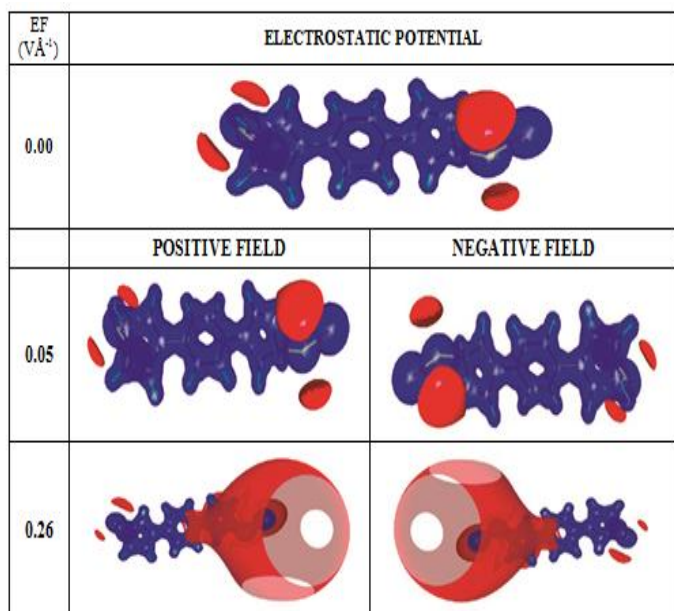 EF
(VÅ⁻¹)
ELECTROSTATIC POTENTIAL
0.00
POSITIVE FIELD
NEGATIVE FIELD
0.05
0.26